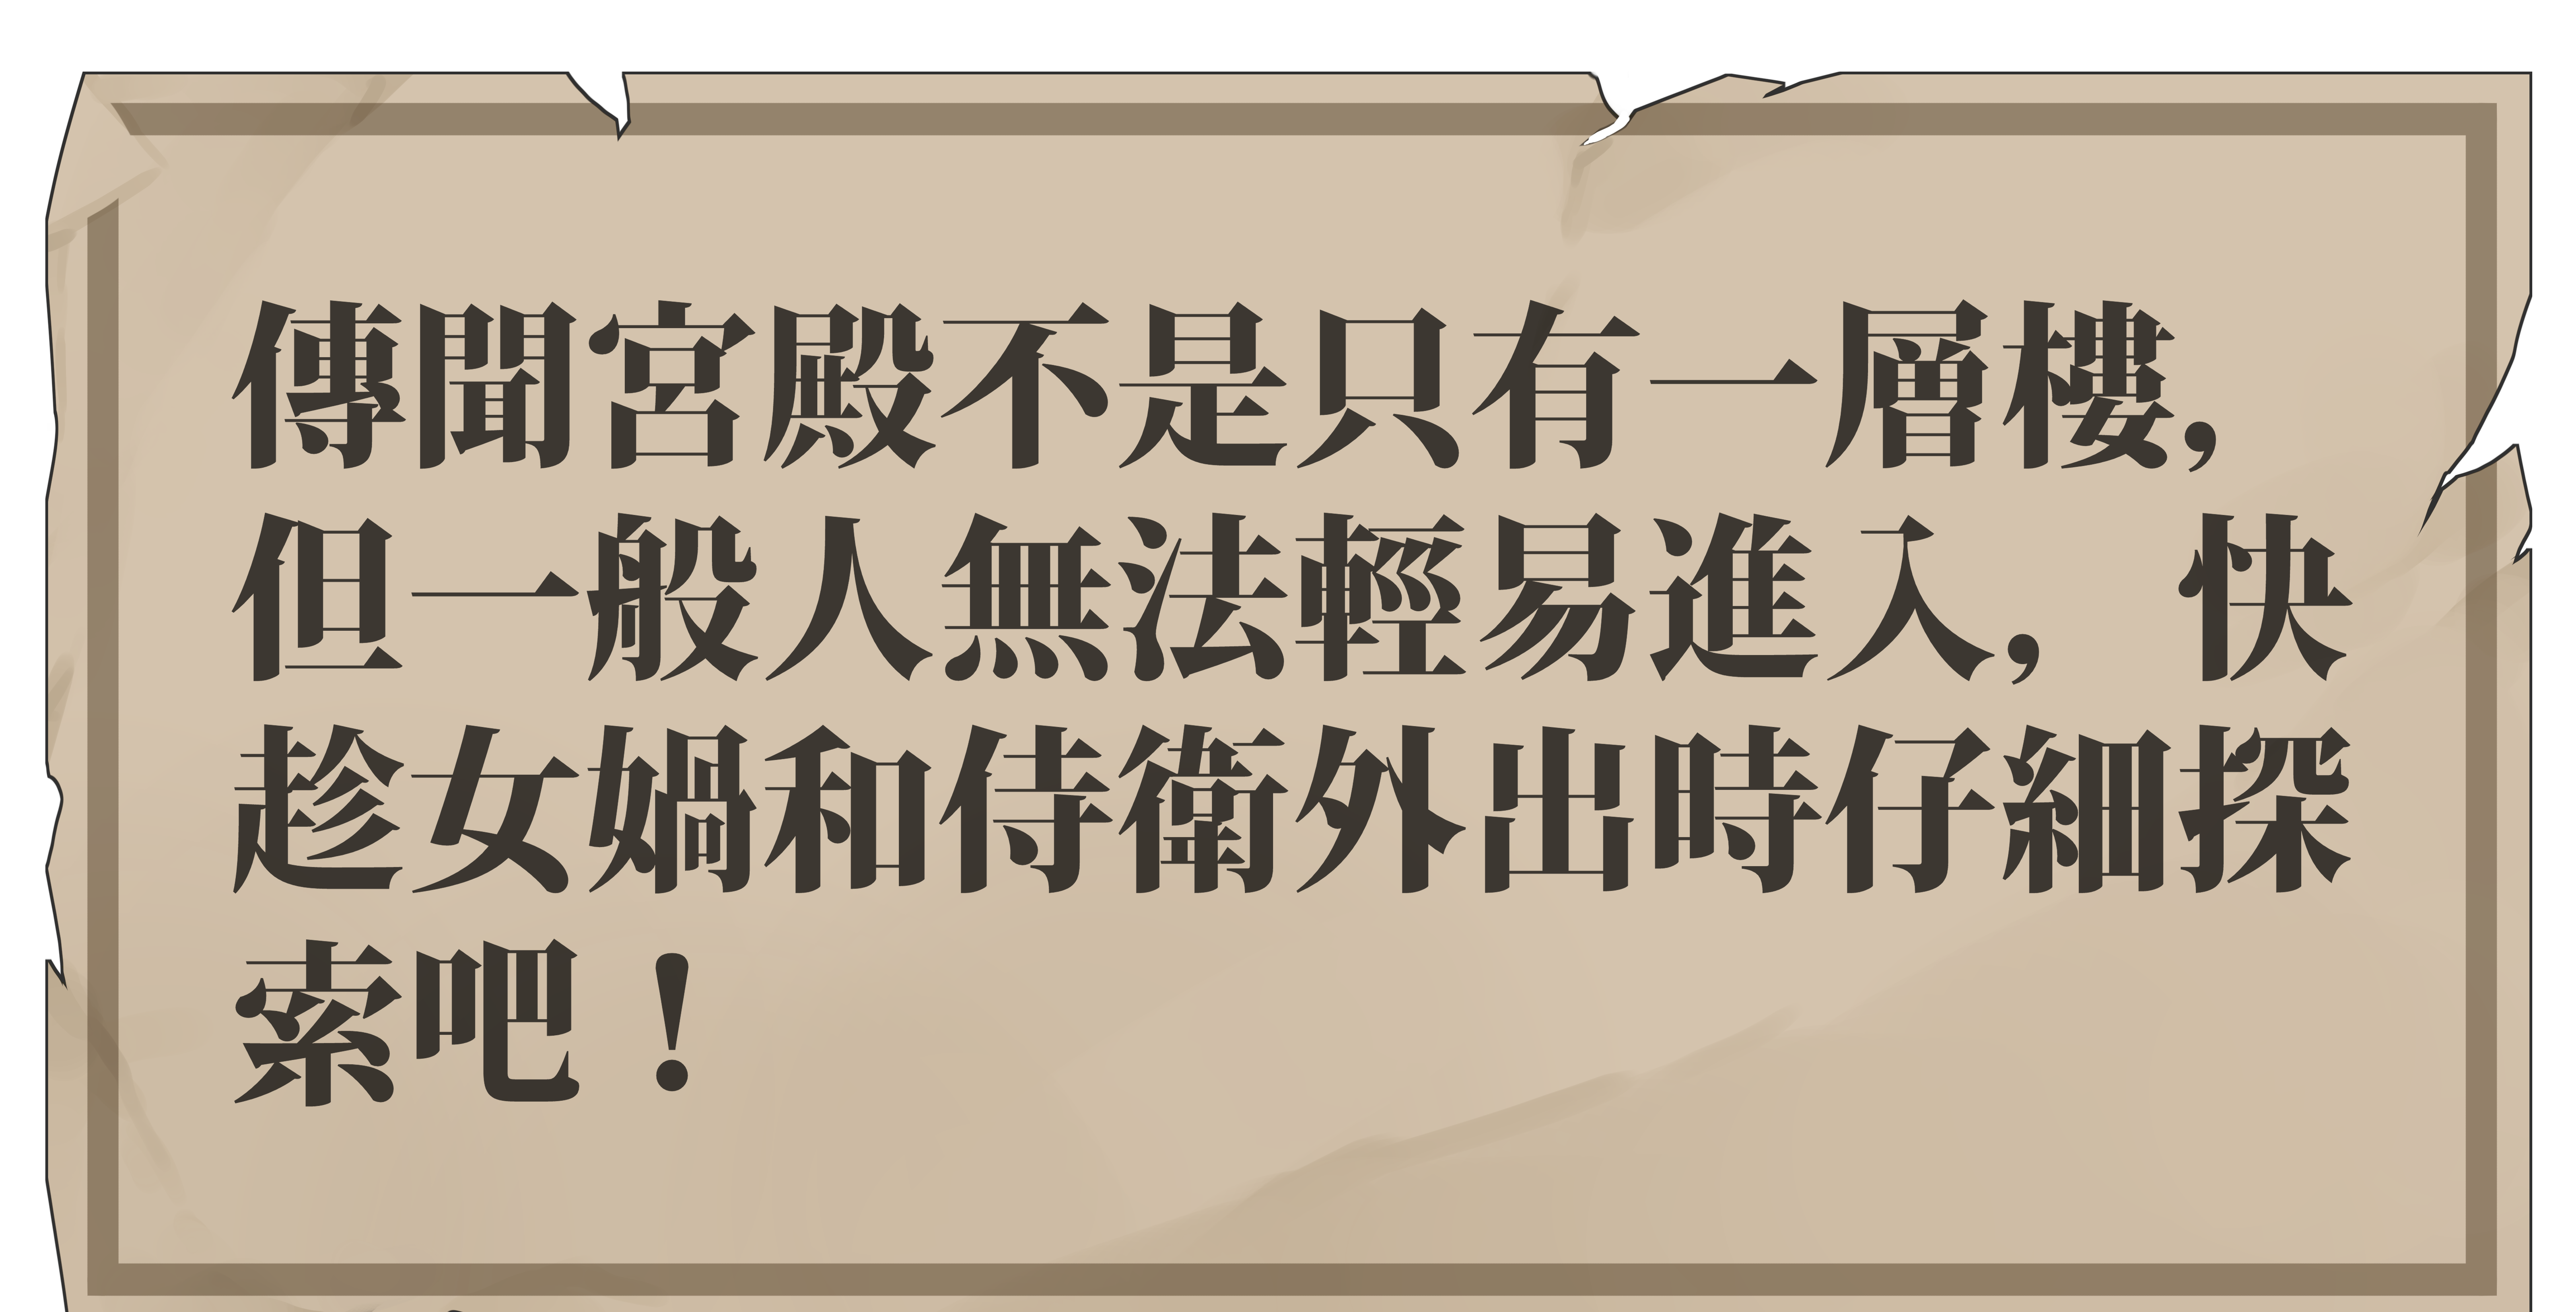 傳聞宮殿不是只有一層樓，
但一般人無法輕易進入，快
趁女媧和侍衛外出時仔細探
索吧！